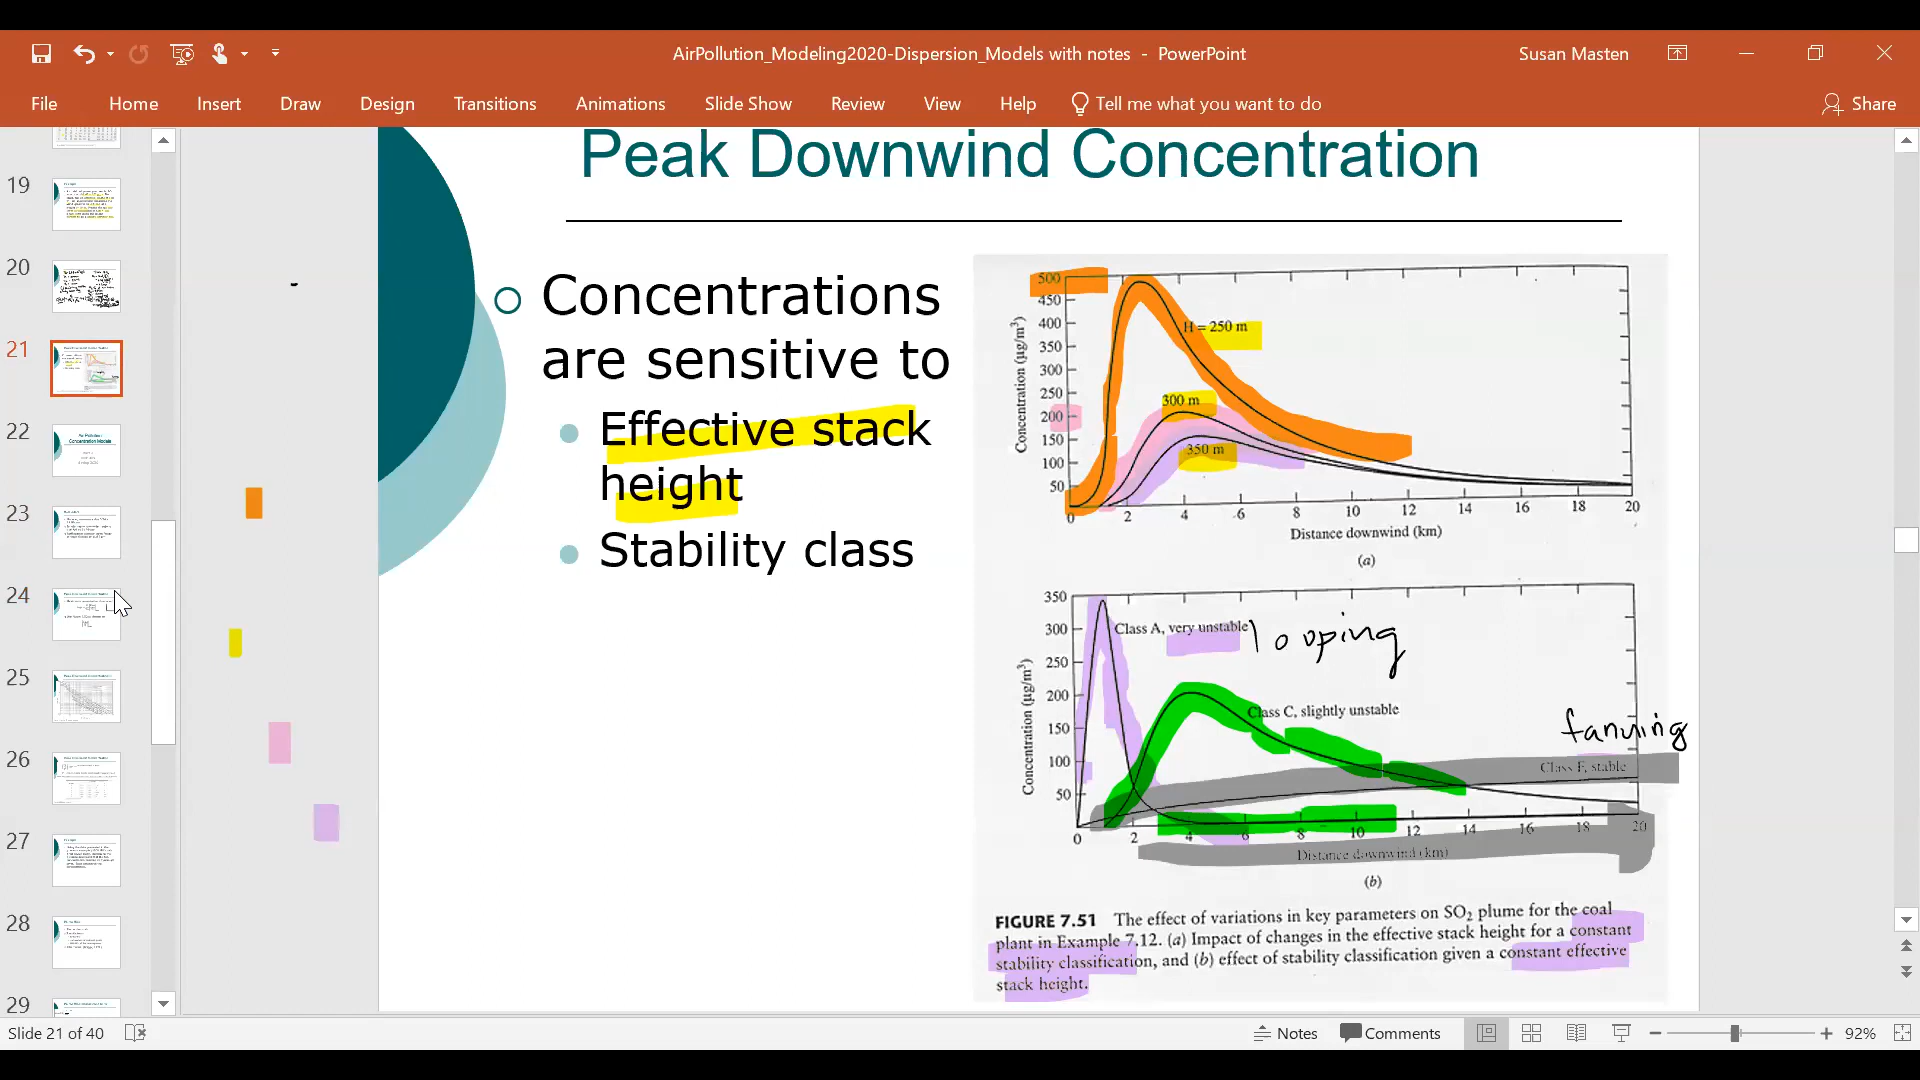 AirPollution_Modeling2020-Dispersion_Models with notes - PowerPoint
Susan Masten
File Home Insert Draw Design Transitions Animations Slide Show Review View Help Tell me what you want to do
Share
19
20
21
22
Air Pollution
Concentration Models
23
24
25
26
27
28
29
Peak Downwind Concentration
Concentrations
are sensitive to
Effective stack
height
Stability class
Concentration (µg/m³)
500
450
400
350
300
250
200
150
100
50
H = 250 m
300 m
350 m
0 2 4 6 8 10 12 14 16 18 20
Distance downwind (km)
(a)
Concentration (µg/m³)
350
300
250
200
150
100
50
Class A, very unstable
looping
Class C, slightly unstable
fanning
Class F, stable
0 2 4 6 8 10 12 14 16 18 20
Distance downwind (km)
(b)
FIGURE 7.51 The effect of variations in key parameters on SO₂ plume for the coal
plant in Example 7.12. (a) Impact of changes in the effective stack height for a constant
stability classification, and (b) effect of stability classification given a constant effective
stack height.
Slide 21 of 40
Notes
Comments
92%